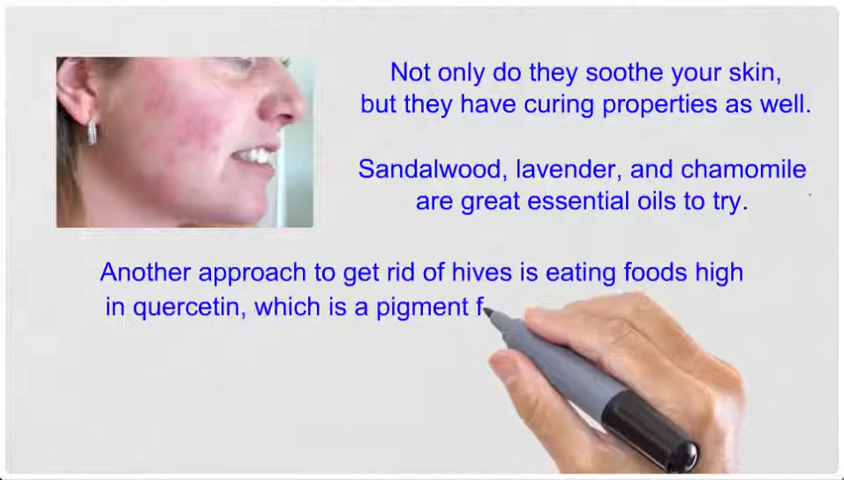 Not only do they soothe your skin,
but they have curing properties as well.
Sandalwood, lavender, and chamomile
are great essential oils to try.
Another approach to get rid of hives is eating foods high
in quercetin, which is a pigment f